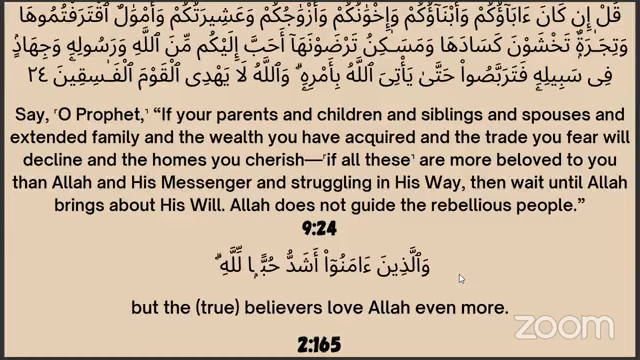 قُلْ إِن كَانَ ءَابَآؤُكُمْ وَأَبْنَآؤُكُمْ وَإِخْوَٰنُكُمْ وَأَزْوَٰجُكُمْ وَعَشِيرَتُكُمْ وَأَمْوَٰلٌ ٱقْتَرَفْتُمُوهَا
وَتِجَـٰرَةٌ تَخْشَوْنَ كَسَادَهَا وَمَسَـٰكِنُ تَرْضَوْنَهَآ أَحَبَّ إِلَيْكُم مِّنَ ٱللَّهِ وَرَسُولِهِۦ وَجِهَادٍ
فِى سَبِيلِهِۦ فَتَرَبَّصُوا۟ حَتَّىٰ يَأْتِىَ ٱللَّهُ بِأَمْرِهِۦ ۗ وَٱللَّهُ لَا يَهْدِى ٱلْقَوْمَ ٱلْفَـٰسِقِينَ ٢٤
Say, ˹O Prophet,˺ “If your parents and children and siblings and spouses and
extended family and the wealth you have acquired and the trade you fear will
decline and the homes you cherish—˹if all these˺ are more beloved to you
than Allah and His Messenger and struggling in His Way, then wait until Allah
brings about His Will. Allah does not guide the rebellious people.”
9:24
وَٱلَّذِينَ ءَامَنُوٓا۟ أَشَدُّ حُبًّۭا لِّلَّهِ ۗ
but the (true) believers love Allah even more.
2:165
zoom